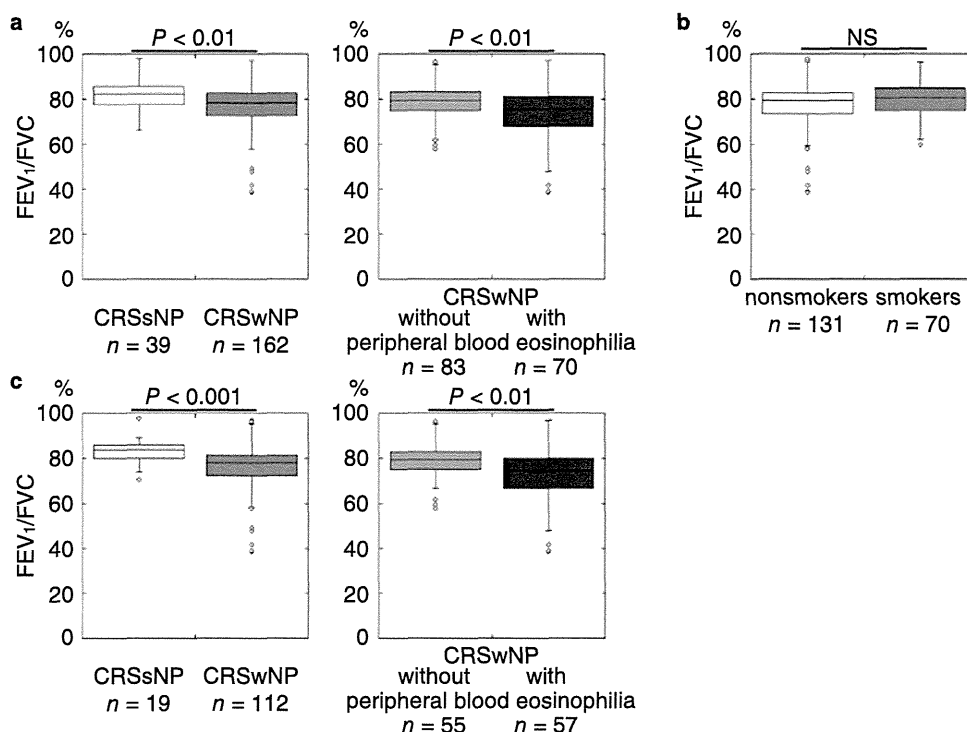 a
%
P < 0.01
FEV₁/FVC
100
80
60
40
20
0
CRSsNP
n = 39
CRSwNP
n = 162
P < 0.01
100
80
60
40
20
0
CRSwNP
without with
peripheral blood eosinophilia
n = 83 n = 70
b
%
NS
FEV₁/FVC
100
80
60
40
20
0
nonsmokers smokers
n = 131 n = 70
c
%
P < 0.001
FEV₁/FVC
100
80
60
40
20
0
CRSsNP
n = 19
CRSwNP
n = 112
%
P < 0.01
100
80
60
40
20
0
CRSwNP
without with
peripheral blood eosinophilia
n = 55 n = 57